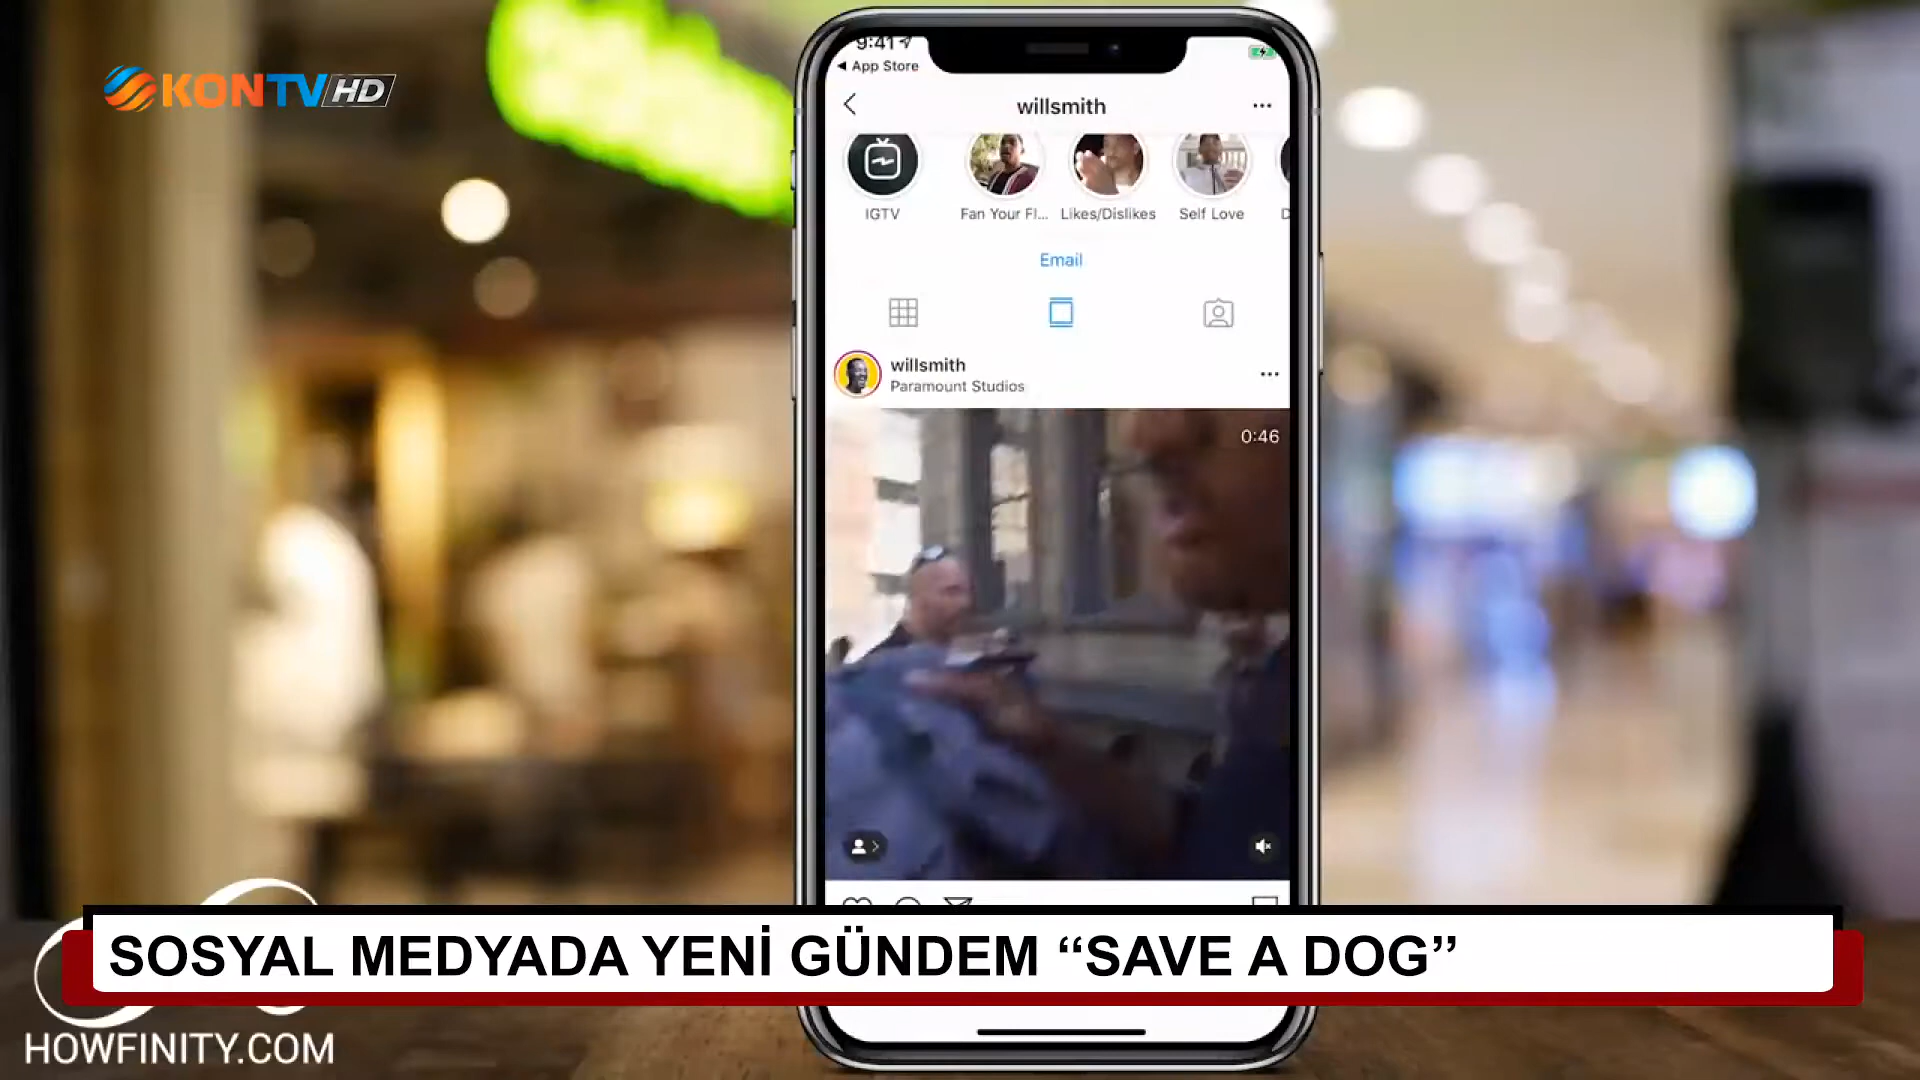 KONTV HD
9:41
App Store
willsmith
IGTV
Fan Your Fl...
Likes/Dislikes
Self Love
D
Email
willsmith
Paramount Studios
0:46
SOSYAL MEDYADA YENİ GÜNDEM “SAVE A DOG”
HOWFINITY.COM